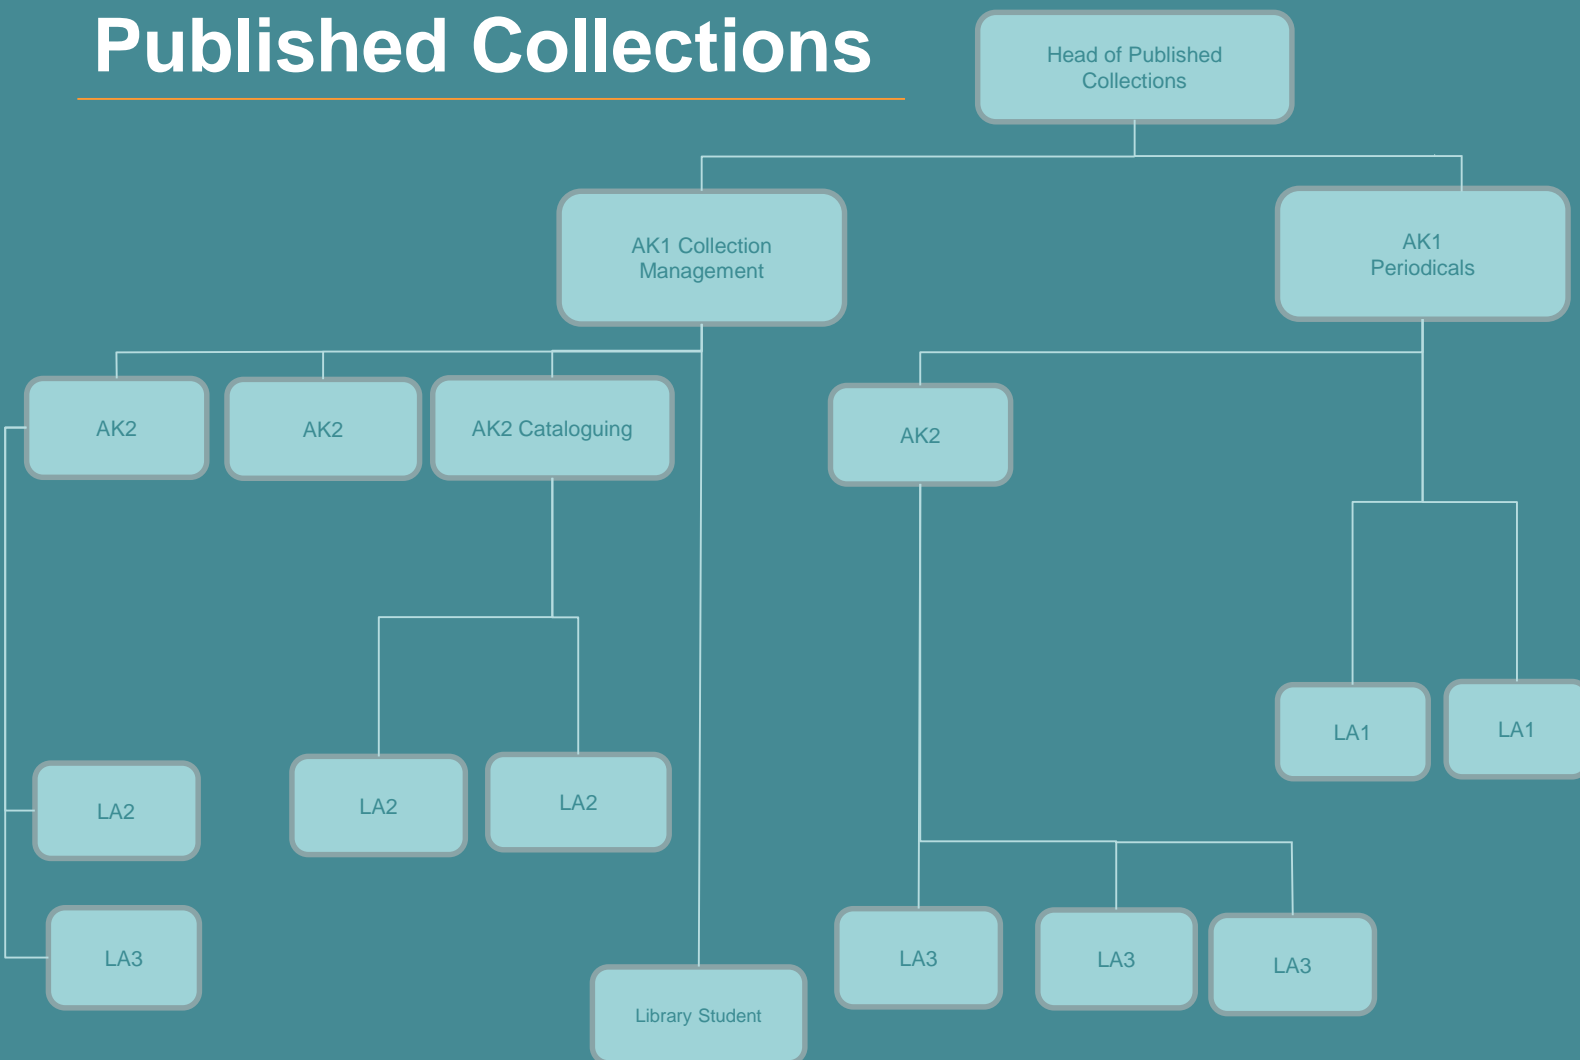 Published Collections
Head of Published
Collections
AK1 Collection
Management
AK1
Periodicals
AK2
AK2
AK2 Cataloguing
AK2
LA1
LA1
LA2
LA2
LA2
LA3
LA3
LA3
LA3
Library Student